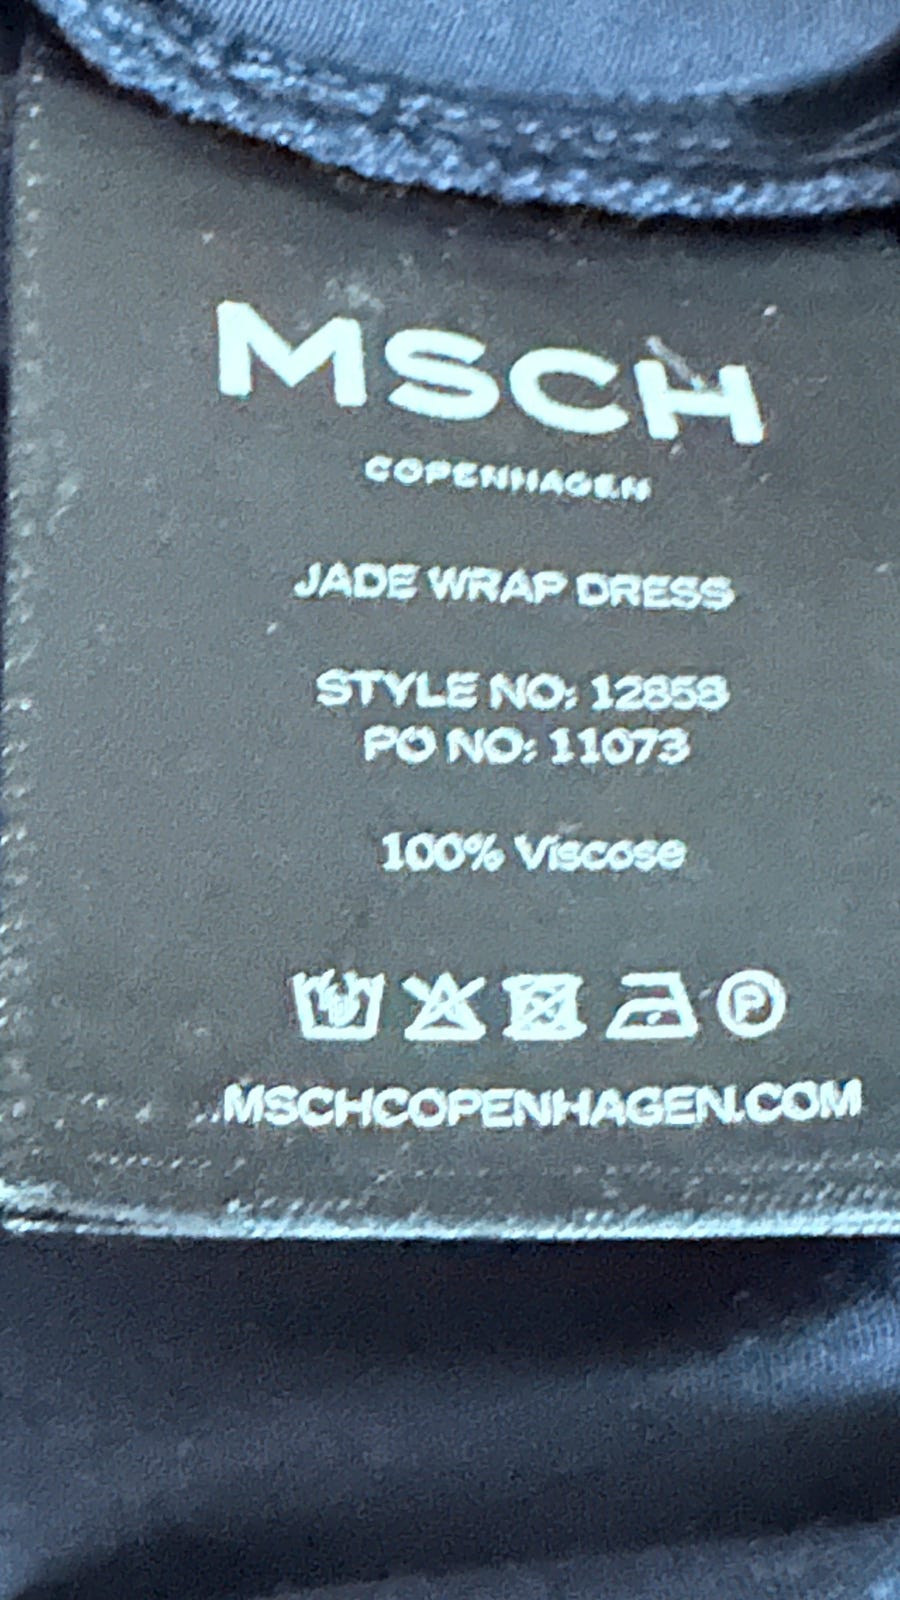 MSCH
COPENHAGEN
JADE WRAP DRESS
STYLE NO: 12858
PO NO: 11073
100% Viscose
P
MSCHCOPENHAGEN.COM